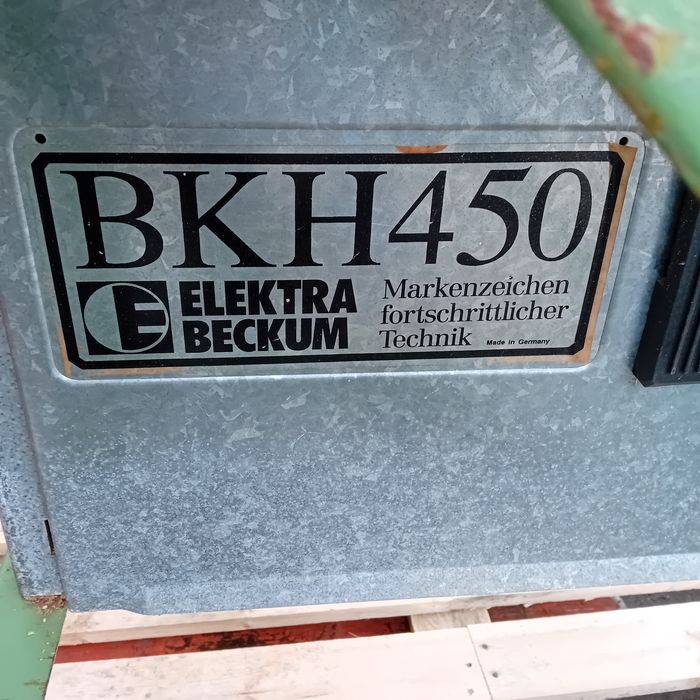 BKH450
ELEKTRA
BECKUM
Markenzeichen
fortschrittlicher
Technik Made in Germany